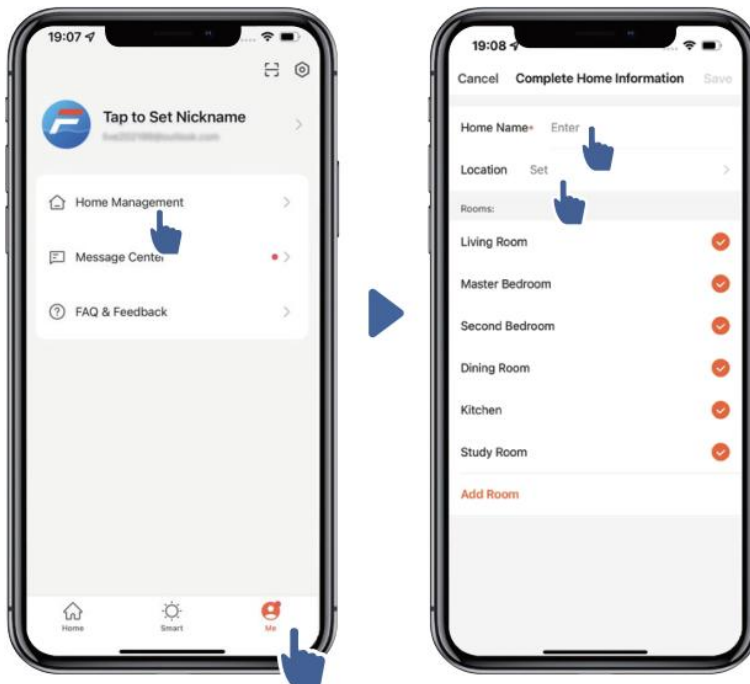 19:07
Tap to Set Nickname
Home Management
Message Center
FAQ & Feedback
Home
Smart
Me
19:08
Cancel Complete Home Information Save
Home Name* Enter
Location Set
Rooms:
Living Room
Master Bedroom
Second Bedroom
Dining Room
Kitchen
Study Room
Add Room